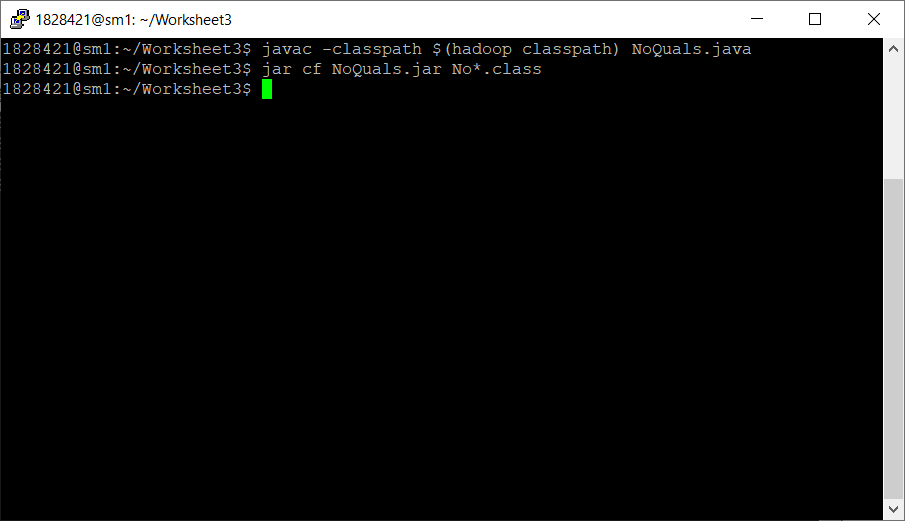 1828421@sm1: ~/Worksheet3
1828421@sm1:~/Worksheet3$ javac -classpath $(hadoop classpath) NoQuals.java
1828421@sm1:~/Worksheet3$ jar cf NoQuals.jar No*.class
1828421@sm1:~/Worksheet3$